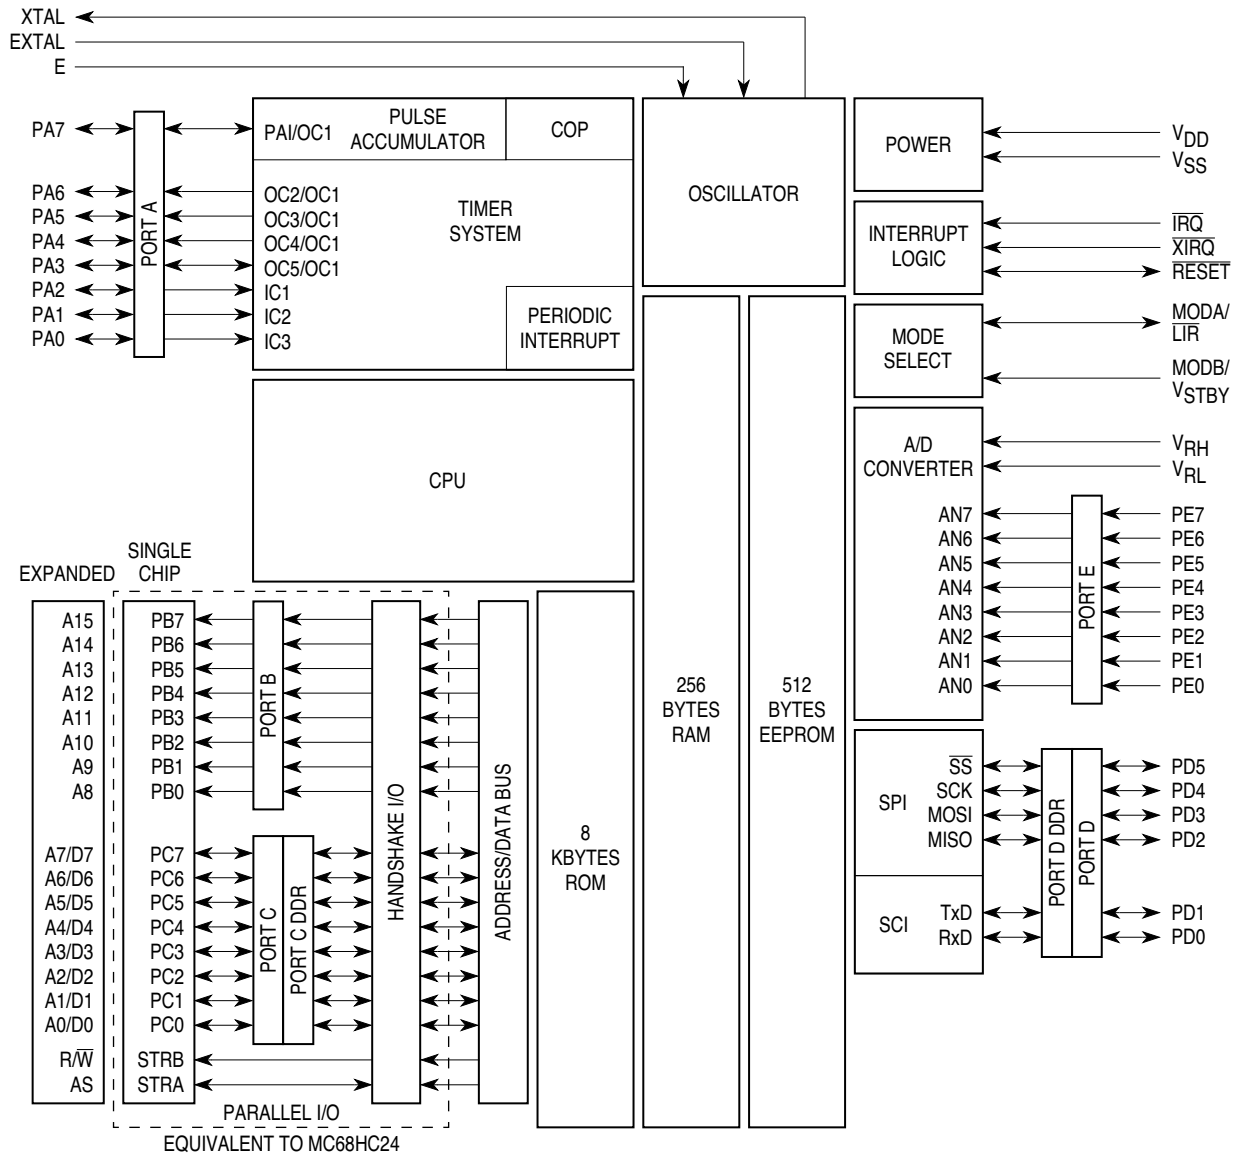 XTAL
EXTAL
E
PA7
PA6
PA5
PA4
PA3
PA2
PA1
PA0
PORT A
PAI/OC1
PULSE
ACCUMULATOR
COP
OC2/OC1
OC3/OC1
OC4/OC1
OC5/OC1
IC1
IC2
IC3
TIMER
SYSTEM
PERIODIC
INTERRUPT
OSCILLATOR
POWER
VDD
VSS
INTERRUPT
LOGIC
IRQ
XIRQ
RESET
MODE
SELECT
MODA/
LIR
MODB/
VSTBY
CPU
A/D
CONVERTER
VRH
VRL
AN7
AN6
AN5
AN4
AN3
AN2
AN1
AN0
PORT E
PE7
PE6
PE5
PE4
PE3
PE2
PE1
PE0
EXPANDED
SINGLE
CHIP
A15
A14
A13
A12
A11
A10
A9
A8
A7/D7
A6/D6
A5/D5
A4/D4
A3/D3
A2/D2
A1/D1
A0/D0
R/W
AS
PB7
PB6
PB5
PB4
PB3
PB2
PB1
PB0
PC7
PC6
PC5
PC4
PC3
PC2
PC1
PC0
STRB
STRA
PORT B
PORT C
PORT C DDR
HANDSHAKE I/O
ADDRESS/DATA BUS
8
KBYTES
ROM
256
BYTES
RAM
512
BYTES
EEPROM
SPI
SS
SCK
MOSI
MISO
SCI
TxD
RxD
PORT D DDR
PORT D
PD5
PD4
PD3
PD2
PD1
PD0
PARALLEL I/O
EQUIVALENT TO MC68HC24